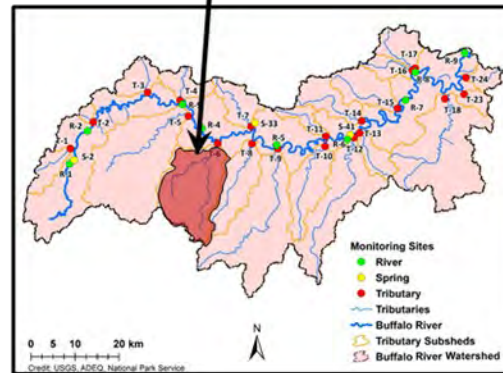 T-17
T-16
R-9
R-8
T-24
T-23
T-18
T-3
T-4
T-5
R-4
T-7
S-33
T-15
R-7
T-14
S-41
T-13
T-11
R-6
T-12
T-10
R-5
T-9
T-8
T-6
R-2
T-2
T-1
S-2
R-1
Monitoring Sites
River
Spring
Tributary
Tributaries
Buffalo River
Tributary Subsheds
Buffalo River Watershed
N
0 5 10 20 km
Credit: USGS, ADEQ, National Park Service